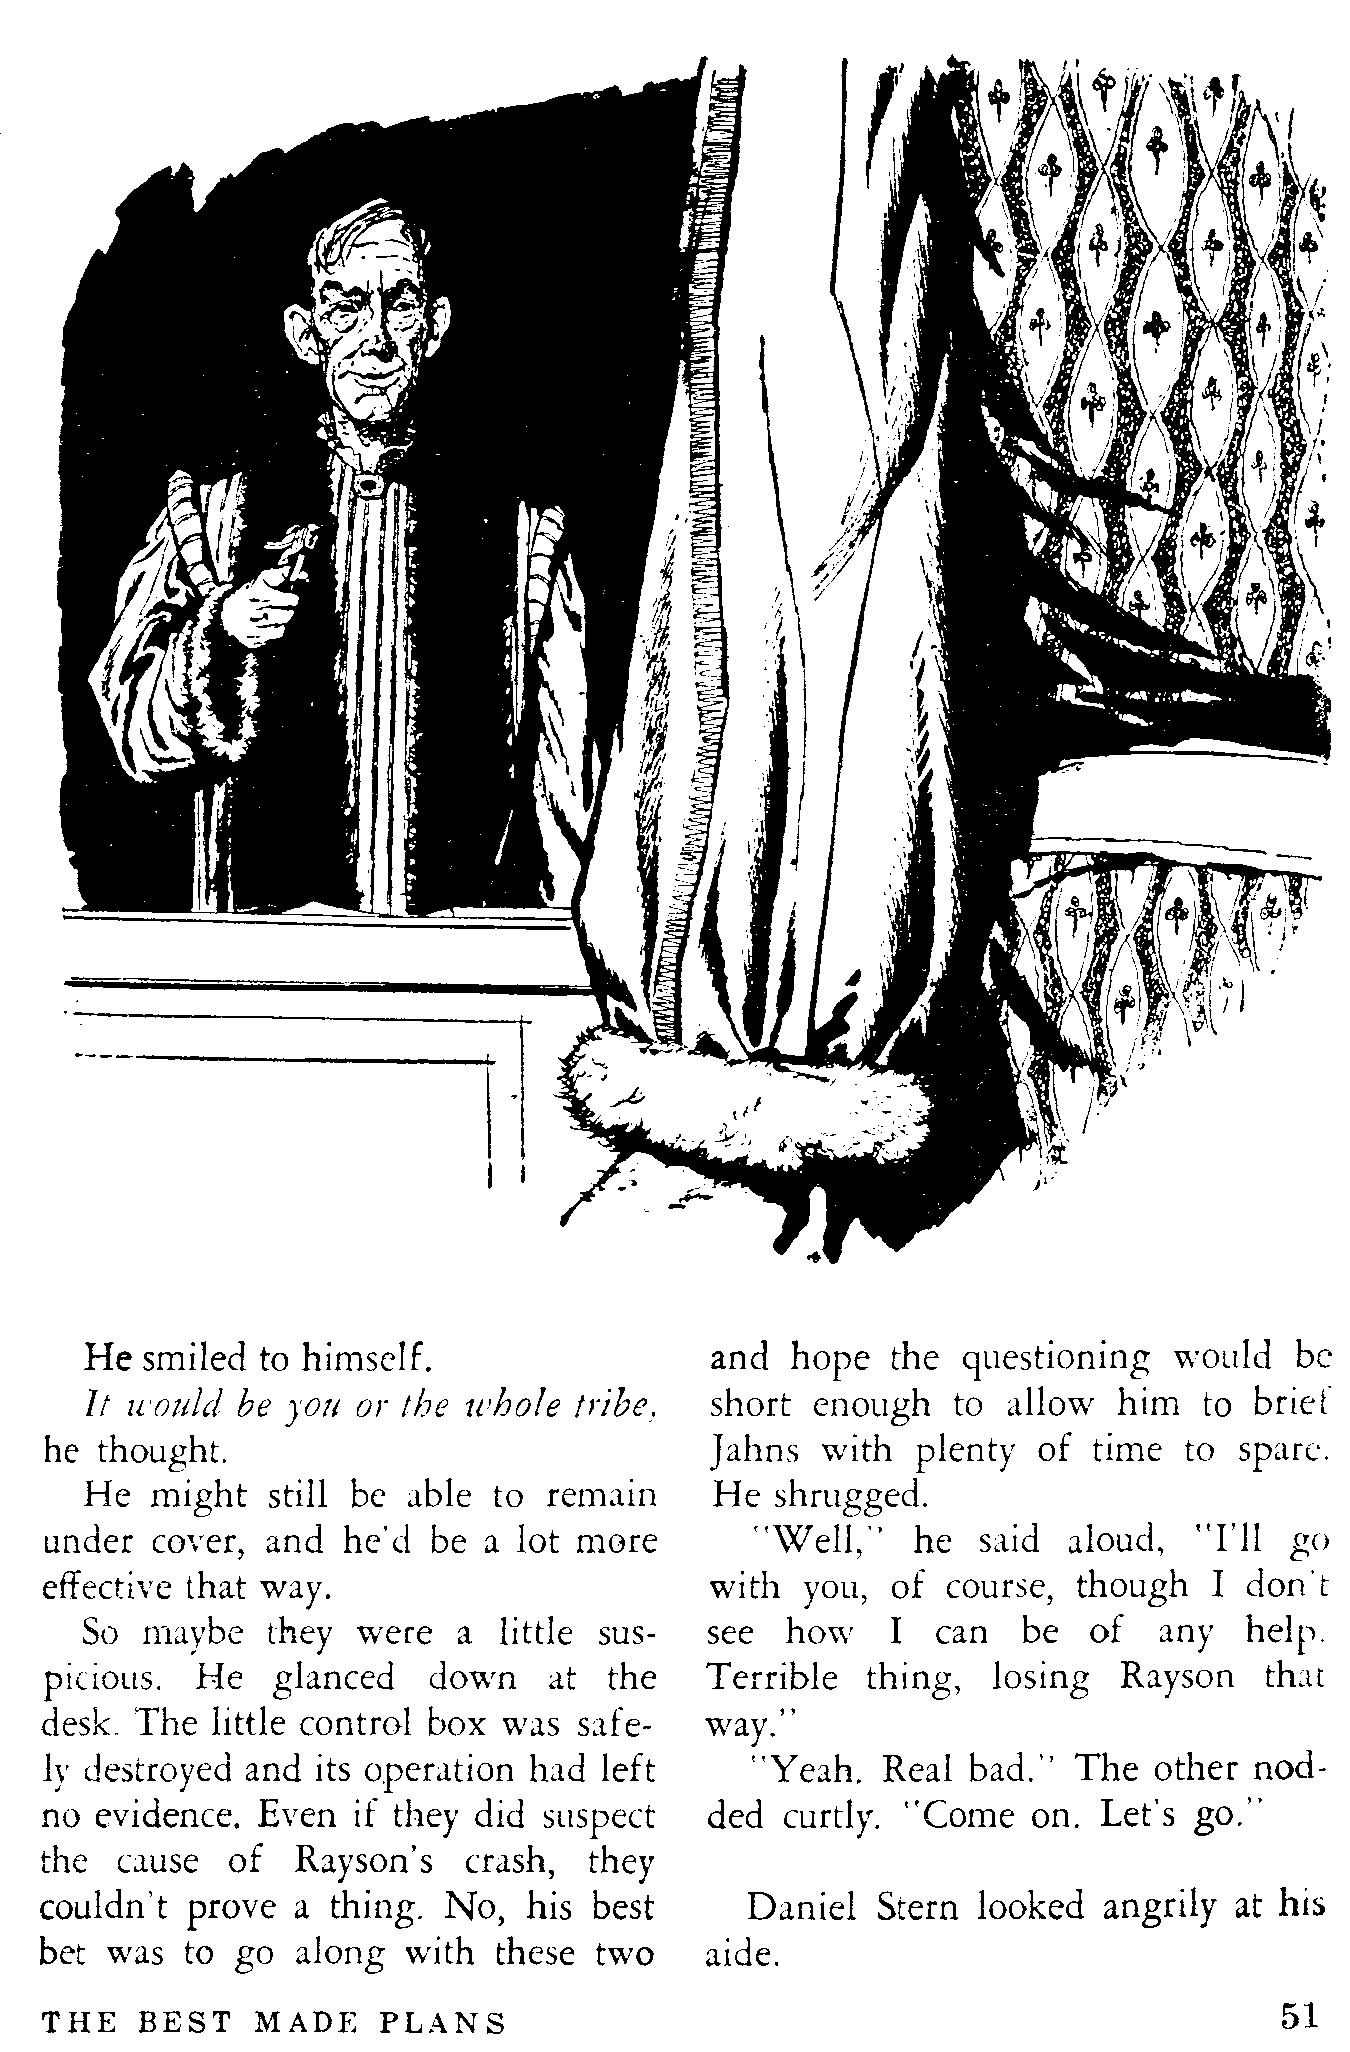 He smiled to himself.
It would be you or the whole tribe,
he thought.
He might still be able to remain
under cover, and he'd be a lot more
effective that way.
So maybe they were a little sus-
picious. He glanced down at the
desk. The little control box was safe-
ly destroyed and its operation had left
no evidence. Even if they did suspect
the cause of Rayson's crash, they
couldn't prove a thing. No, his best
bet was to go along with these two
and hope the questioning would be
short enough to allow him to brief
Jahns with plenty of time to spare.
He shrugged.
"Well," he said aloud, "I'll go
with you, of course, though I don't
see how I can be of any help.
Terrible thing, losing Rayson that
way."
"Yeah. Real bad." The other nod-
ded curtly. "Come on. Let's go."
Daniel Stern looked angrily at his
aide.
THE BEST MADE PLANS
51